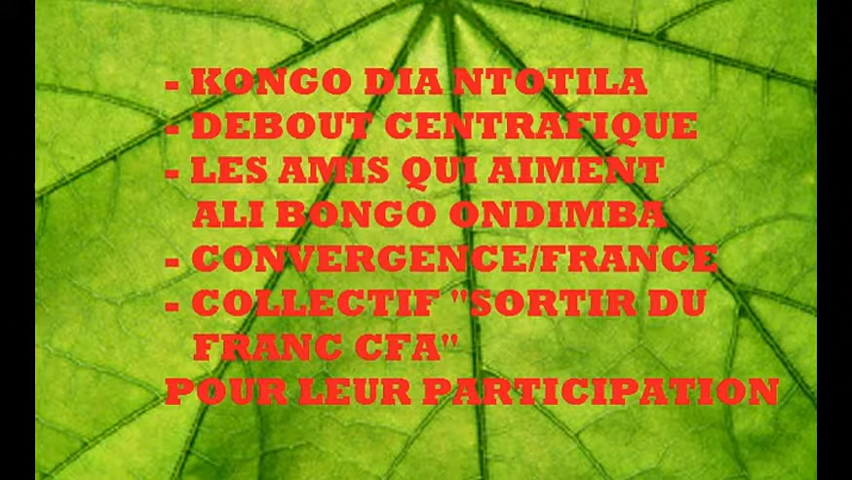 - KONGO DIA NTOTILA
- DEBOUT CENTRAFIQUE
- LES AMIS QUI AIMENT
ALI BONGO ONDIMBA
- CONVERGENCE/FRANCE
- COLLECTIF "SORTIR DU
FRANC CFA"
POUR LEUR PARTICIPATION